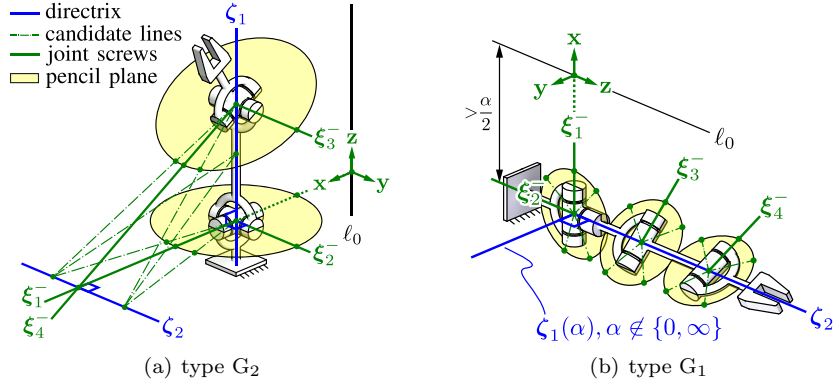 directrix
candidate lines
joint screws
pencil plane
ζ₁
ξ₃⁻
z
x
y
ℓ₀
ξ₂⁻
ξ₁⁻
ξ₄⁻
ζ₂
(a) type G₂
x
y
z
> α/2
ℓ₀
ξ₁⁻
ξ₂⁻
ξ₃⁻
ξ₄⁻
ζ₂
ζ₁(α), α ∉ {0, ∞}
(b) type G₁